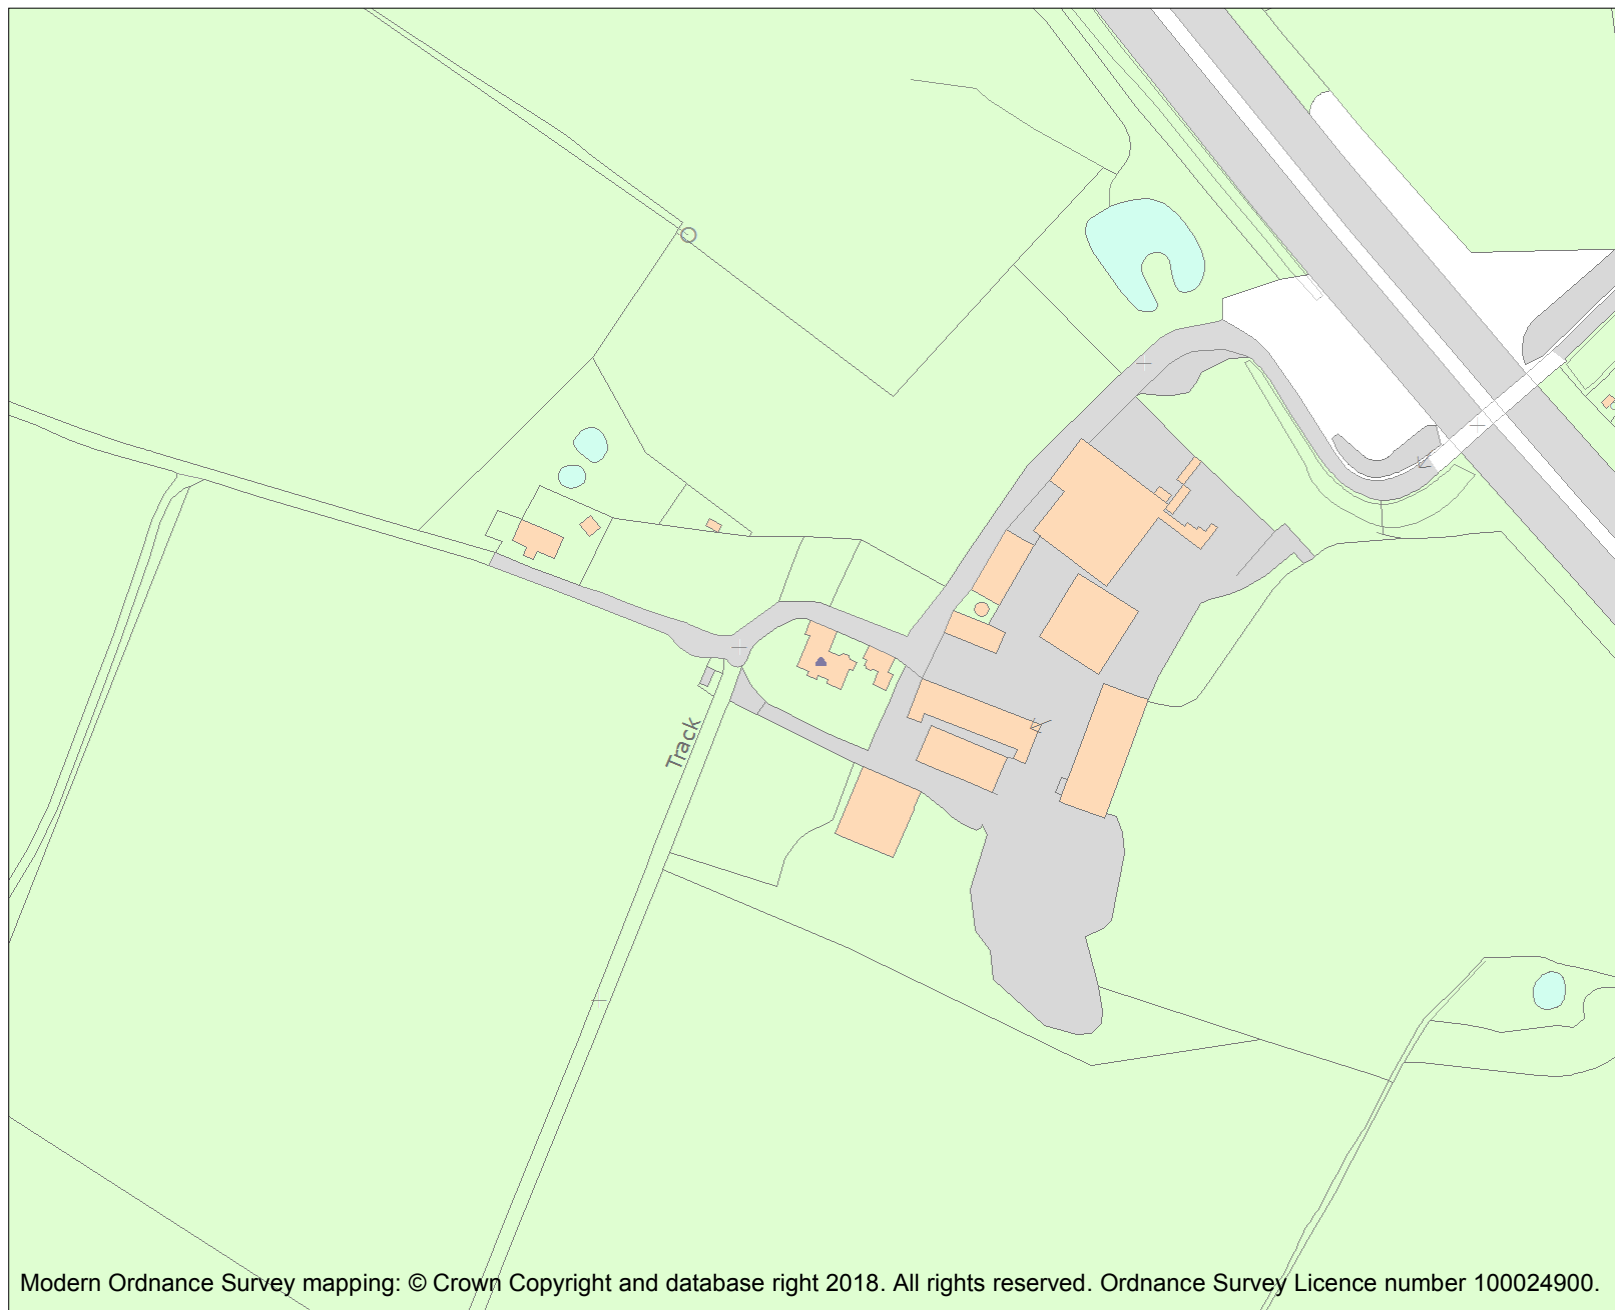 Track
Modern Ordnance Survey mapping: © Crown Copyright and database right 2018. All rights reserved. Ordnance Survey Licence number 100024900.